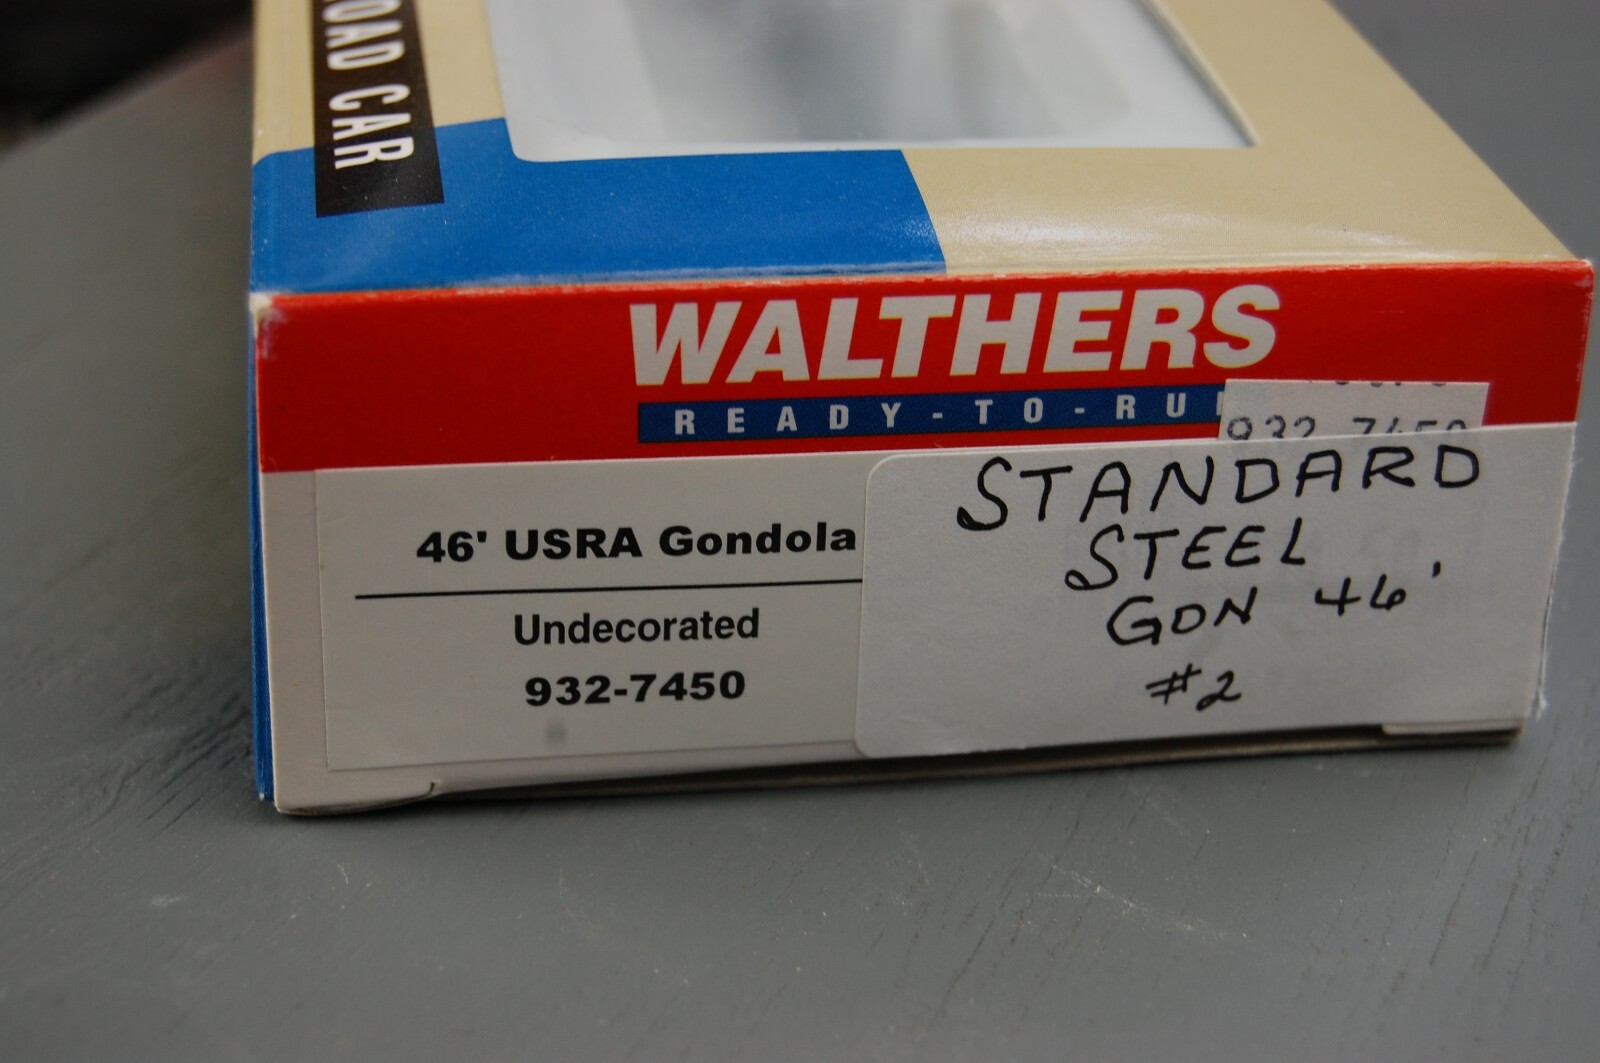 ROAD CAR
WALTHERS
READY-TO-RU
932-7450
46' USRA Gondola
Undecorated
932-7450
STANDARD
STEEL
GON 46'
#2